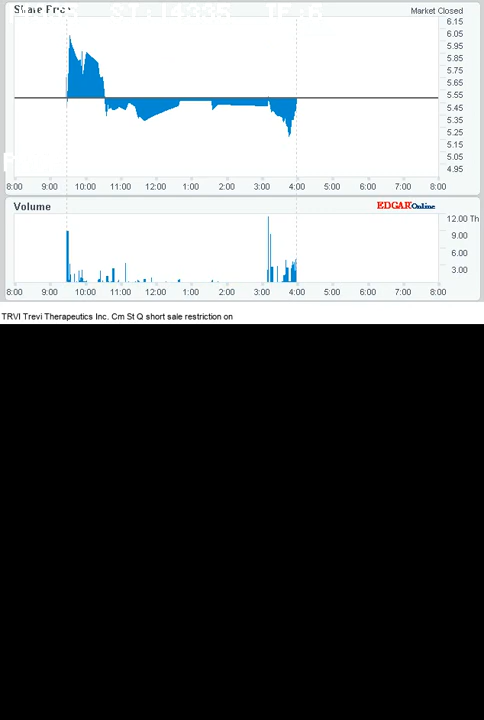 Share Price
ST:14335 TF:0
Market Closed
6.15
6.05
5.95
5.85
5.75
5.65
5.55
5.45
5.35
5.25
5.15
5.05
4.95
8:00 9:00 10:00 11:00 12:00 1:00 2:00 3:00 4:00 5:00 6:00 7:00 8:00
Volume
EDGAROnline
12.00 Th
9.00
6.00
3.00
8:00 9:00 10:00 11:00 12:00 1:00 2:00 3:00 4:00 5:00 6:00 7:00 8:00
TRVI Trevi Therapeutics Inc. Cm St Q short sale restriction on